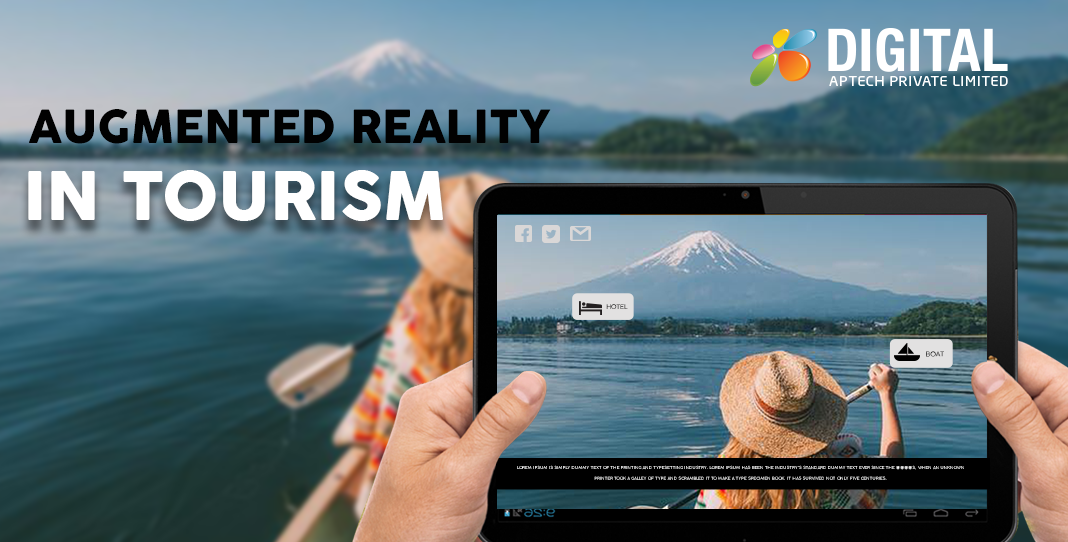 DIGITAL
APTECH PRIVATE LIMITED
AUGMENTED REALITY
IN TOURISM
HOTEL
BOAT
LOREM IPSUM IS SIMPLY DUMMY TEXT OF THE PRINTING AND TYPESETTING INDUSTRY. LOREM IPSUM HAS BEEN THE INDUSTRY'S STANDARD DUMMY TEXT EVER SINCE THE S, WHEN AN UNKNOWN
PRINTER TOOK A GALLEY OF TYPE AND SCRAMBLED IT TO MAKE A TYPE SPECIMEN BOOK. IT HAS SURVIVED NOT ONLY FIVE CENTURIES.